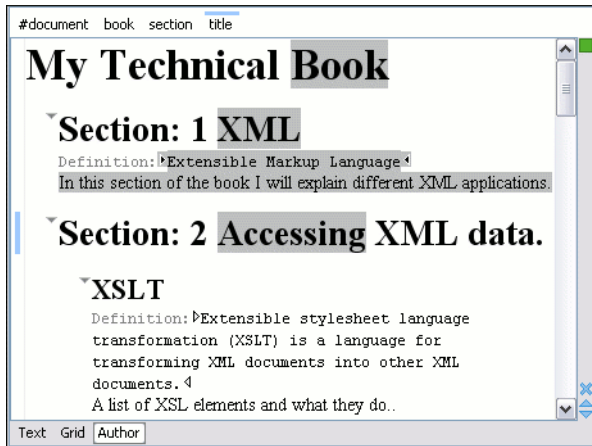 #document book section title
My Technical Book
Section: 1 XML
Definition: Extensible Markup Language
In this section of the book I will explain different XML applications.
Section: 2 Accessing XML data.
XSLT
Definition: Extensible stylesheet language
transformation (XSLT) is a language for
transforming XML documents into other XML
documents.
A list of XSL elements and what they do..
Text Grid Author